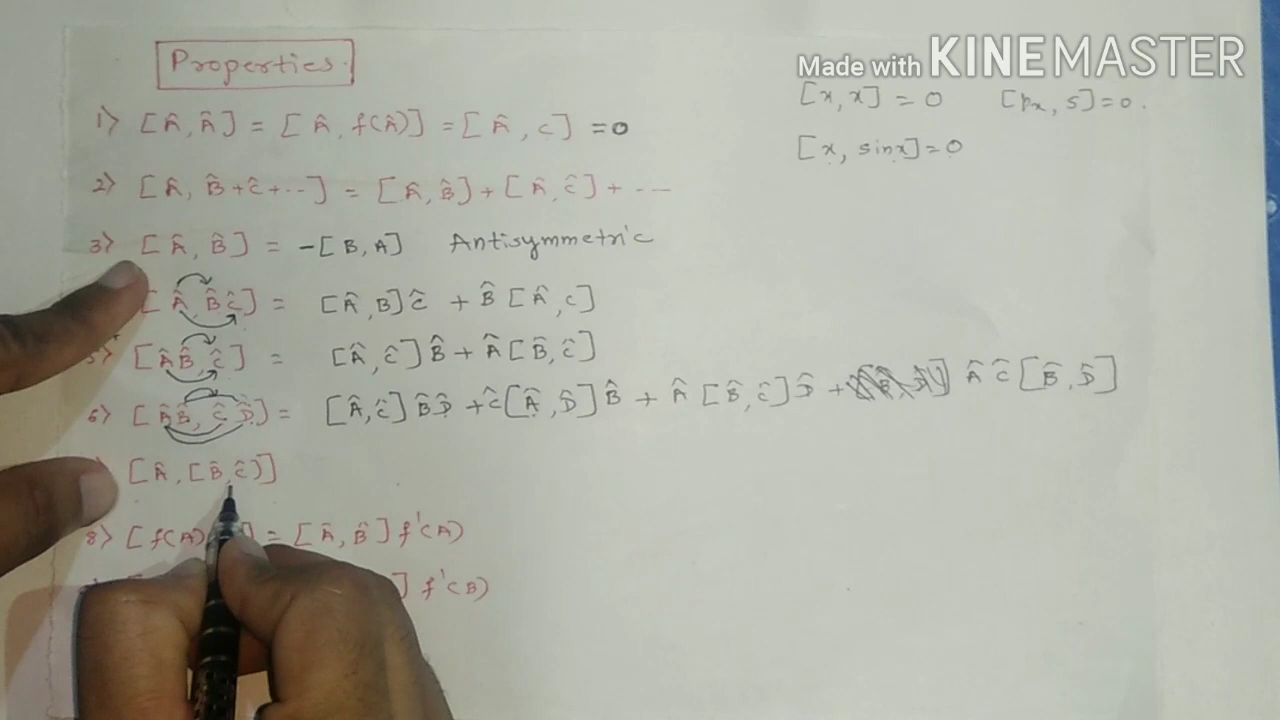 Made with KINEMASTER
Properties.
1) [Â, Â] = [Â, f(Â)] = [Â, c] = 0
[x, x] = 0 [px, s] = 0.
[x, sinx] = 0
2) [Â, B̂+Ĉ+--] = [Â, B̂] + [Â, Ĉ] + ---
3) [Â, B̂] = -[B, A] Antisymmetric
[Â, B̂Ĉ] = [Â, B]Ĉ + B̂[Â, C]
5) [ÂB̂, Ĉ] = [Â, Ĉ]B̂ + Â[B̂, Ĉ]
6) [ÂB̂, ĈD̂] = [Â, Ĉ]B̂D̂ + Ĉ[Â, D̂]B̂ + Â[B̂, Ĉ]D̂ + ÂĈ[B̂, D̂]
[Â, [B̂, Ĉ]]
8) [f(A) ] = [Â, B̂] f'(A)
] f'(B)